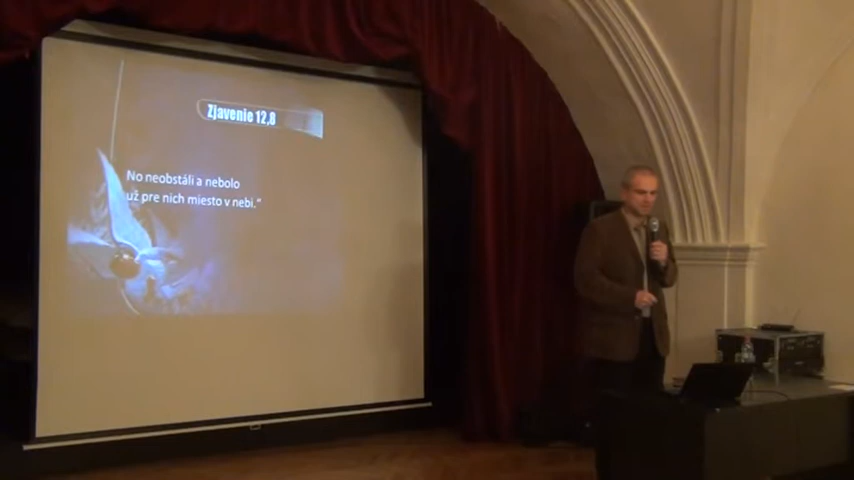 Zjavenie 12,8
No neobstáli a nebolo
už pre nich miesto v nebi.“